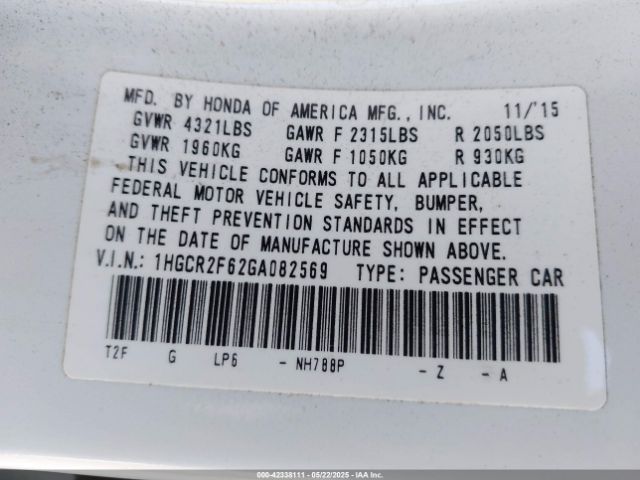 MFD. BY HONDA OF AMERICA MFG., INC. 11/'15
GVWR 4321LBS GAWR F 2315LBS R 2050LBS
GVWR 1960KG GAWR F 1050KG R 930KG
THIS VEHICLE CONFORMS TO ALL APPLICABLE
FEDERAL MOTOR VEHICLE SAFETY, BUMPER,
AND THEFT PREVENTION STANDARDS IN EFFECT
ON THE DATE OF MANUFACTURE SHOWN ABOVE.
V.I.N.: 1HGCR2F62GA082569 TYPE: PASSENGER CAR
T2F G LP6 - NH788P - Z - A
000-42338111 - 05/22/2025 - IAA Inc.